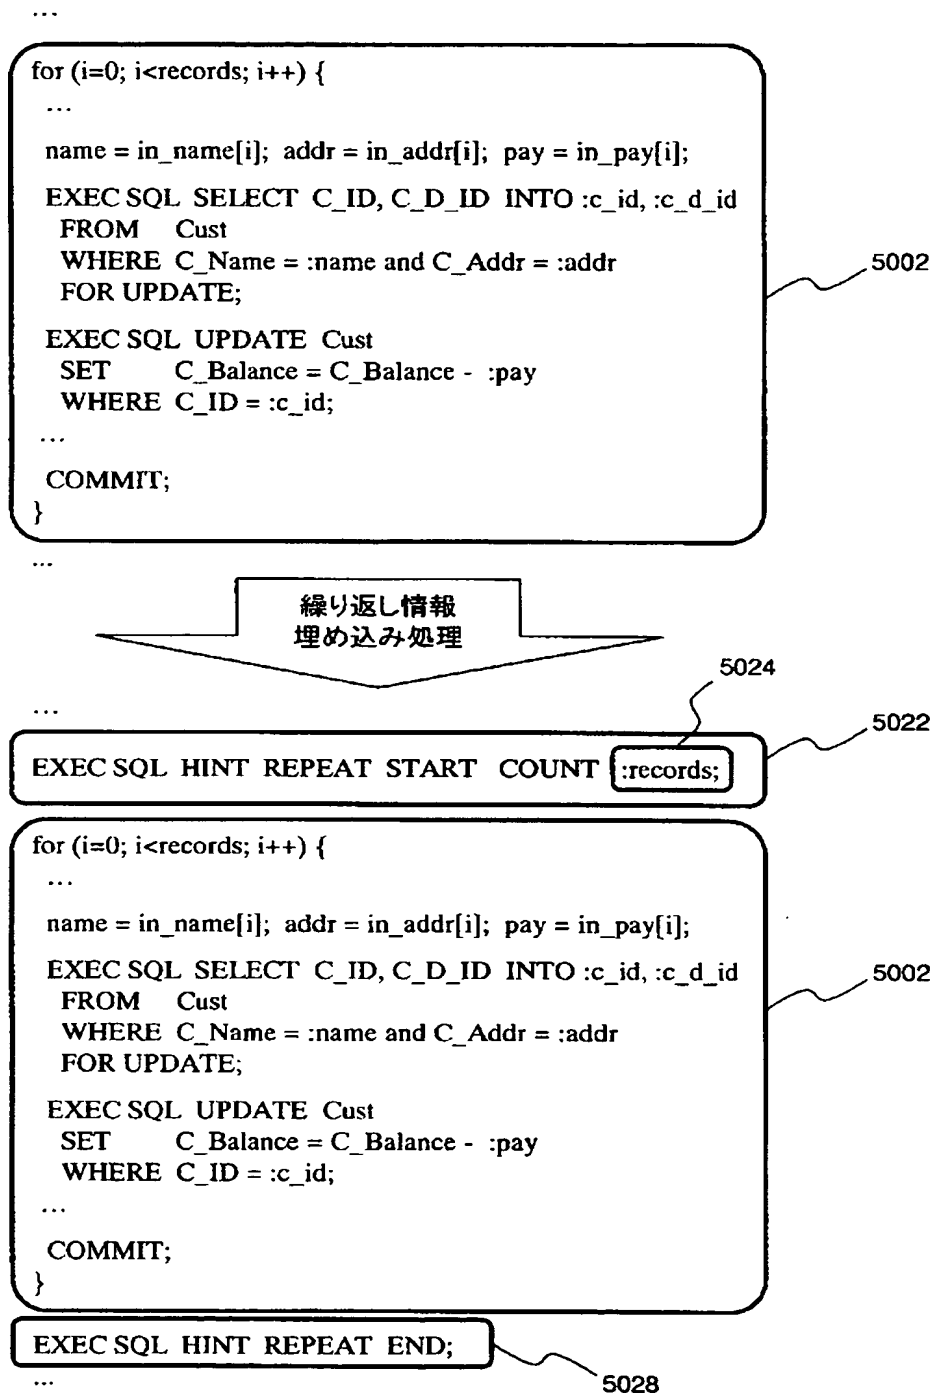 ...
for (i=0; i<records; i++) {
...
name = in_name[i]; addr = in_addr[i]; pay = in_pay[i];
EXEC SQL SELECT C_ID, C_D_ID INTO :c_id, :c_d_id
FROM Cust
WHERE C_Name = :name and C_Addr = :addr
FOR UPDATE;
5002
EXEC SQL UPDATE Cust
SET C_Balance = C_Balance - :pay
WHERE C_ID = :c_id;
...
COMMIT;
}
...
繰り返し情報
埋め込み処理
5024
...
5022
EXEC SQL HINT REPEAT START COUNT :records;
for (i=0; i<records; i++) {
...
name = in_name[i]; addr = in_addr[i]; pay = in_pay[i];
EXEC SQL SELECT C_ID, C_D_ID INTO :c_id, :c_d_id
FROM Cust
WHERE C_Name = :name and C_Addr = :addr
FOR UPDATE;
5002
EXEC SQL UPDATE Cust
SET C_Balance = C_Balance - :pay
WHERE C_ID = :c_id;
...
COMMIT;
}
EXEC SQL HINT REPEAT END;
...
5028